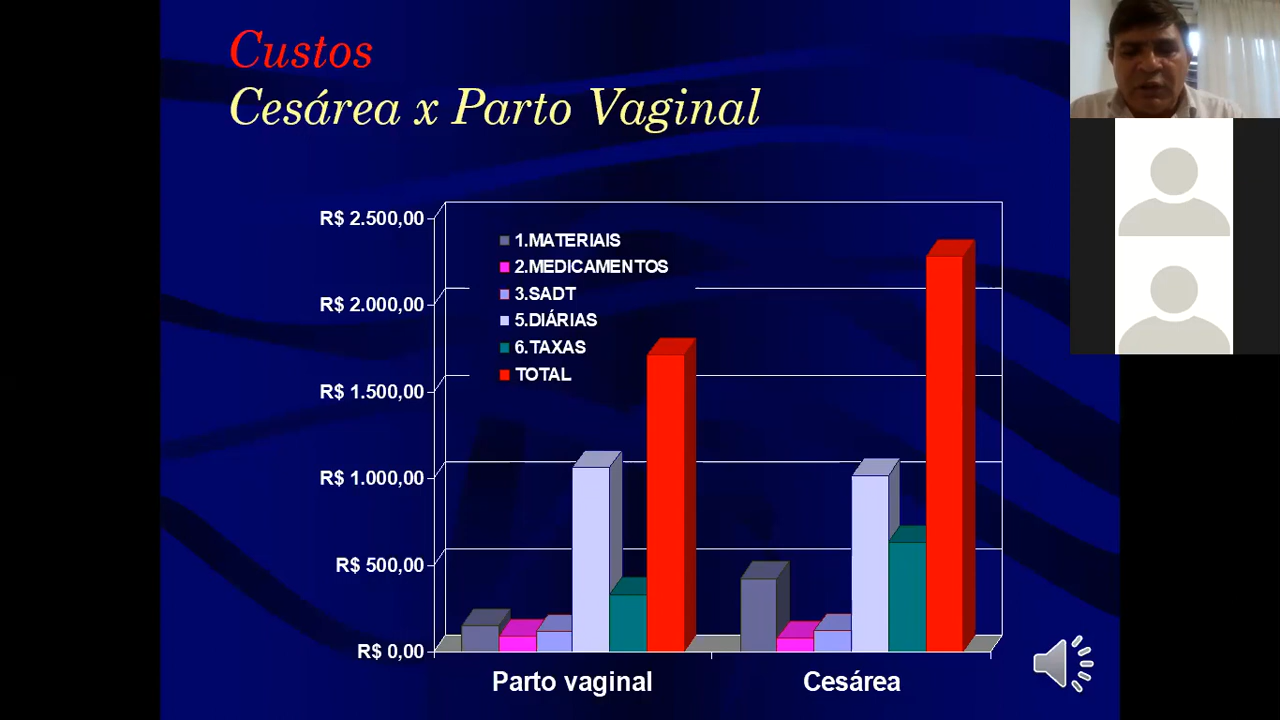 Custos
Cesárea x Parto Vaginal
R$ 2.500,00
R$ 2.000,00
R$ 1.500,00
R$ 1.000,00
R$ 500,00
R$ 0,00
1.MATERIAIS
2.MEDICAMENTOS
3.SADT
5.DIÁRIAS
6.TAXAS
TOTAL
Parto vaginal
Cesárea